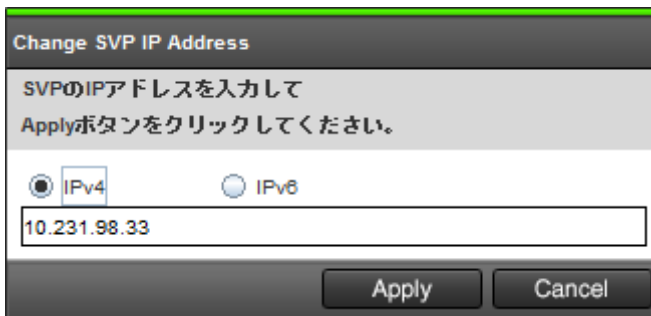 Change SVP IP Address
SVPのIPアドレスを入力して
Applyボタンをクリックしてください。
IPv4 IPv6
10.231.98.33
Apply Cancel